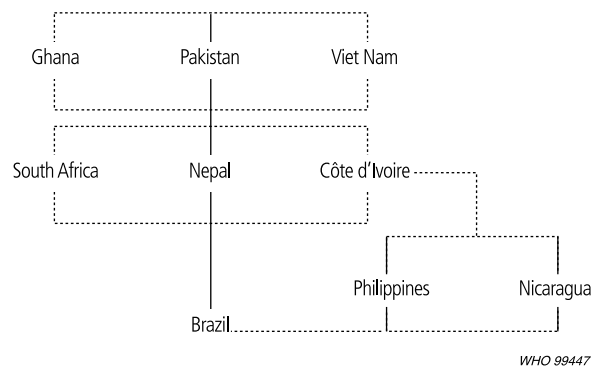 Ghana Pakistan Viet Nam
South Africa Nepal Côte d'Ivoire
Philippines Nicaragua
Brazil
WHO 99447